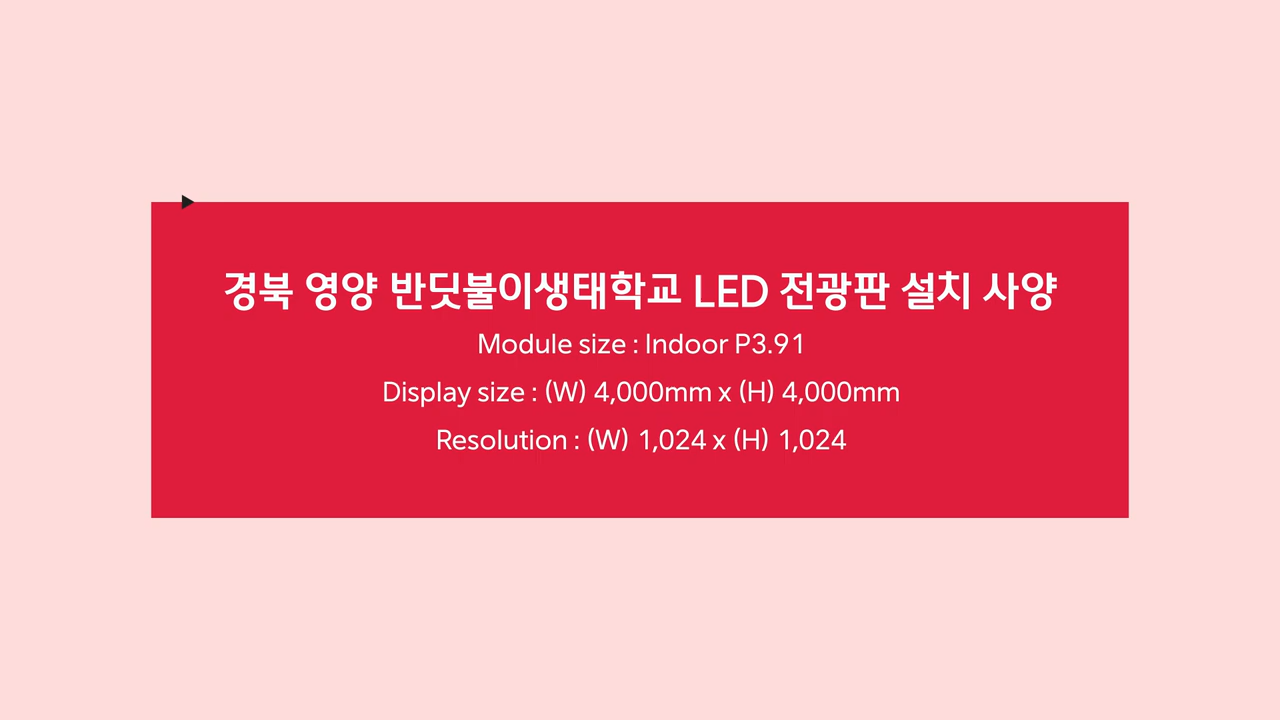 경북 영양 반딧불이생태학교 LED 전광판 설치 사양
Module size : Indoor P3.91
Display size : (W) 4,000mm x (H) 4,000mm
Resolution : (W) 1,024 x (H) 1,024